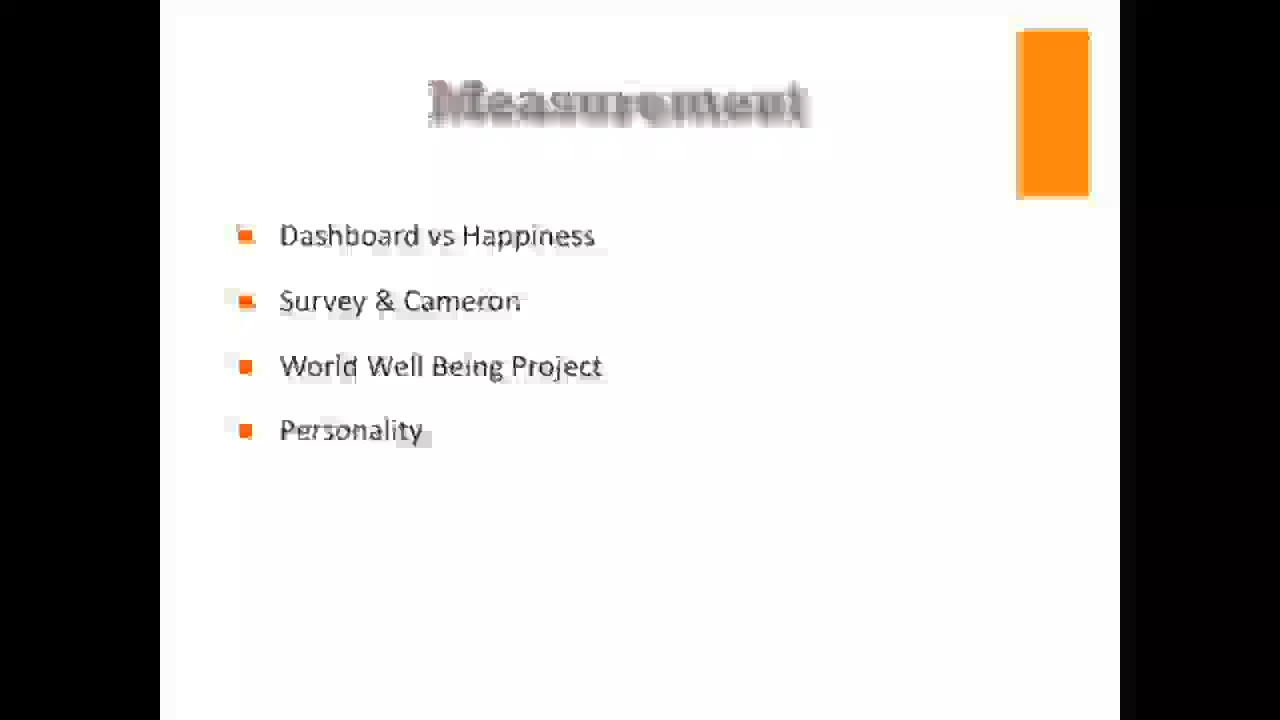 Measurement
Dashboard vs Happiness
Survey & Cameron
World Well Being Project
Personality